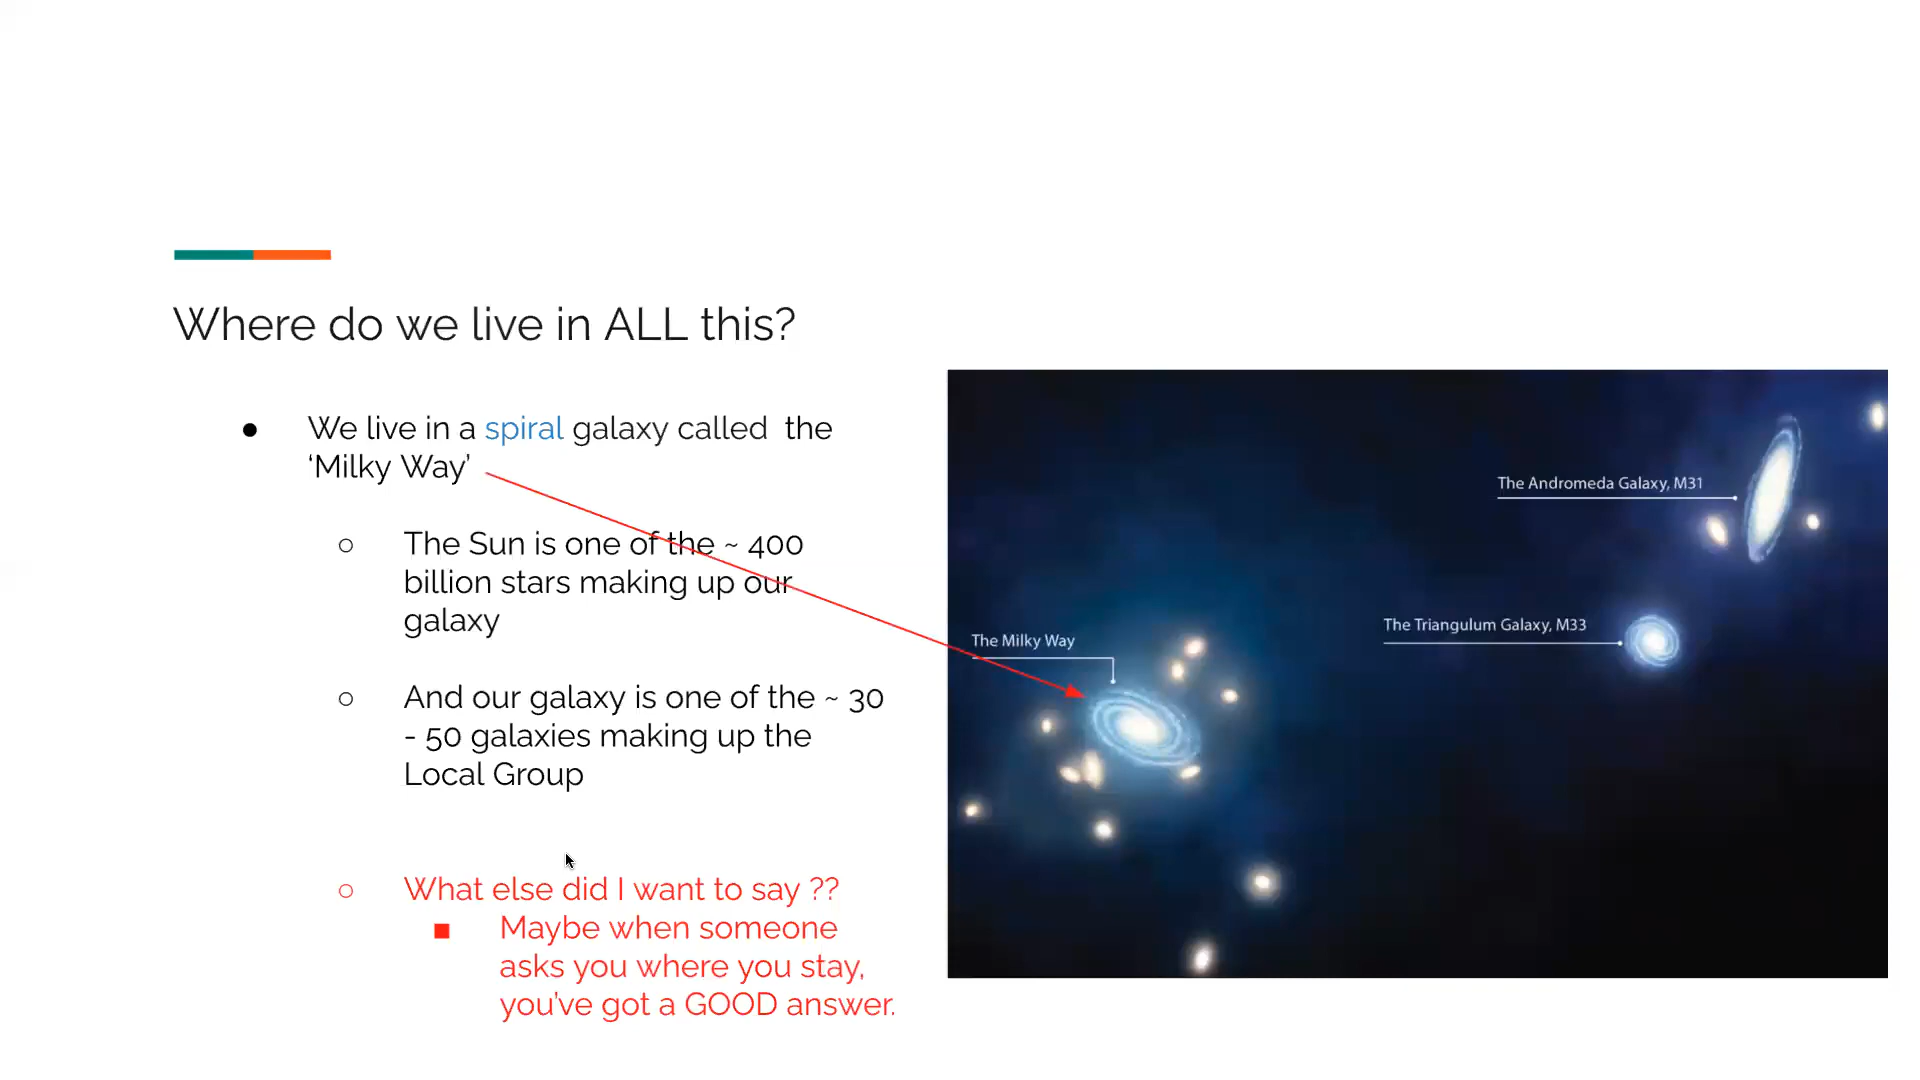 Where do we live in ALL this?
● We live in a spiral galaxy called the
‘Milky Way’
○ The Sun is one of the ~ 400
billion stars making up our
galaxy
○ And our galaxy is one of the ~ 30
- 50 galaxies making up the
Local Group
○ What else did I want to say ??
■ Maybe when someone
asks you where you stay,
you’ve got a GOOD answer.
The Andromeda Galaxy, M31
The Triangulum Galaxy, M33
The Milky Way